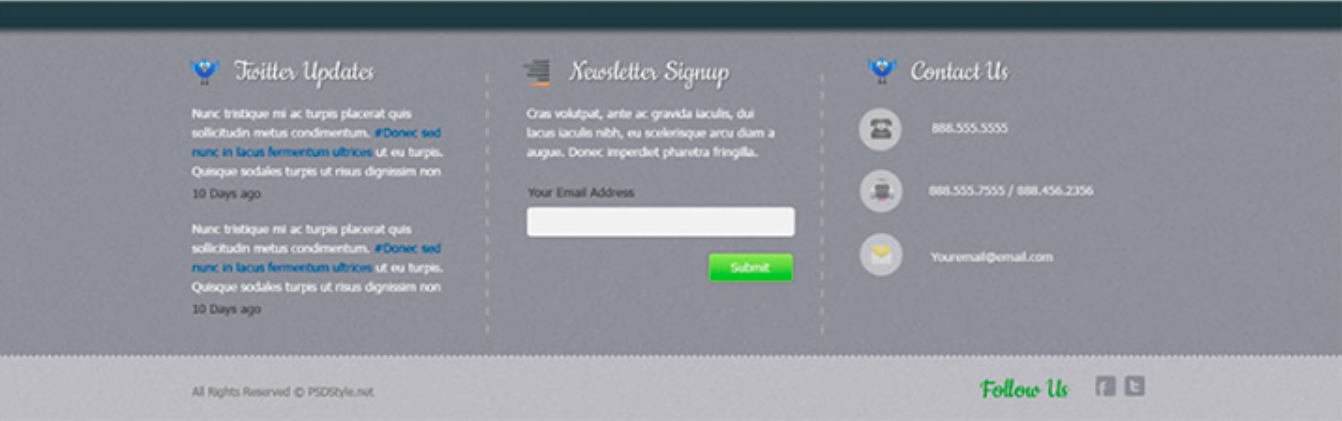 Twitter Updates
Nunc tristique mi ac turpis placerat quis
sollicitudin metus condimentum. #Donec sed
nunc in lacus fermentum ultrices ut eu turpis.
Quisque sodales turpis ut risus dignissim non
10 Days ago
Nunc tristique mi ac turpis placerat quis
sollicitudin metus condimentum. #Donec sed
nunc in lacus fermentum ultrices ut eu turpis.
Quisque sodales turpis ut risus dignissim non
10 Days ago
Newsletter Signup
Cras volutpat, ante ac gravida iaculis, dui
lacus iaculis nibh, eu scelerisque arcu diam a
augue. Donec imperdiet pharetra fringilla.
Your Email Address
Submit
Contact Us
888.555.5555
888.555.7555 / 888.456.2356
Youremail@email.com
All Rights Reserved © PSDStyle.net
Follow Us